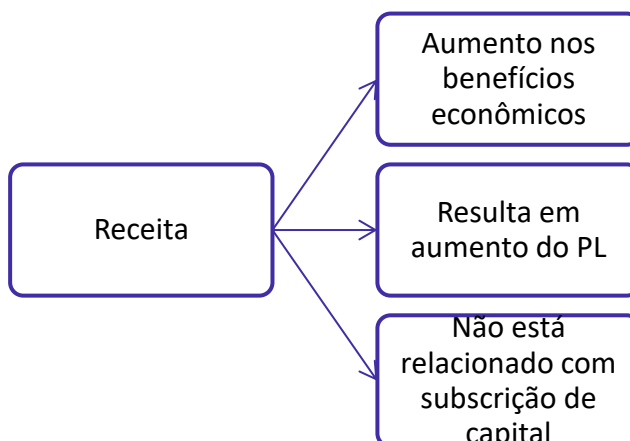 Aumento nos
benefícios
econômicos
Receita
Resulta em
aumento do PL
Não está
relacionado com
subscrição de
capital